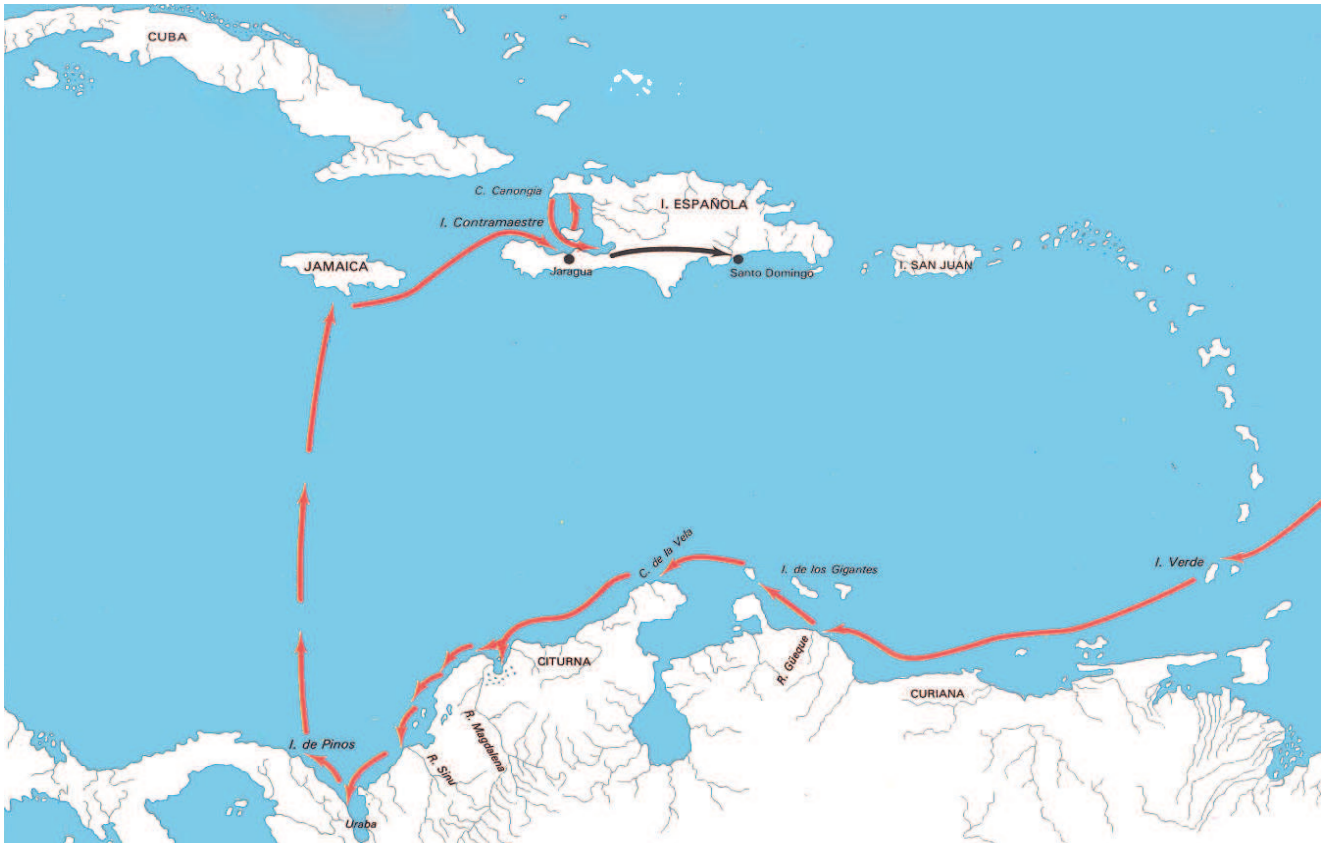 CUBA
C. Canongia
I. ESPAÑOLA
I. Contramaestre
JAMAICA
Jaragua
Santo Domingo
I. SAN JUAN
C. de la Vela
I. de los Gigantes
I. Verde
CITURNA
R. Güeque
CURIANA
R. Magdalena
I. de Pinos
R. Sinu
Uraba